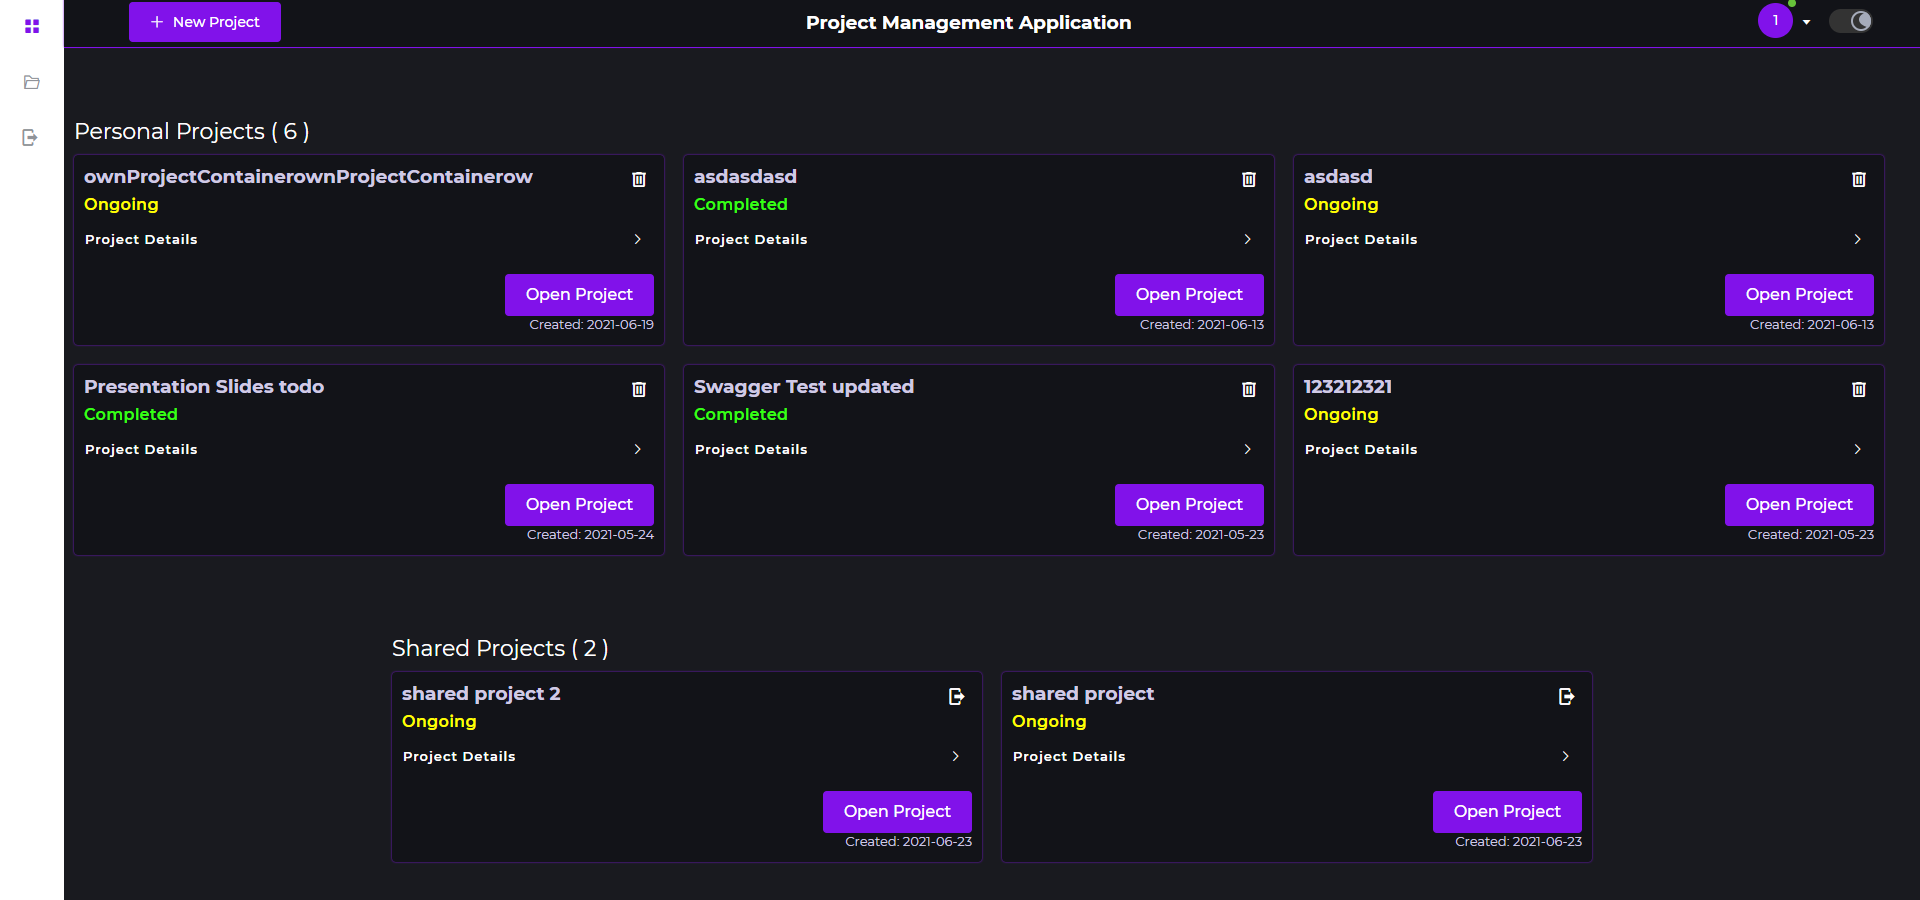 New Project
Project Management Application
1
Personal Projects ( 6 )
ownProjectContainerownProjectContainerow
Ongoing
Project Details
Open Project
Created: 2021-06-19
asdasdasd
Completed
Project Details
Open Project
Created: 2021-06-13
asdasd
Ongoing
Project Details
Open Project
Created: 2021-06-13
Presentation Slides todo
Completed
Project Details
Open Project
Created: 2021-05-24
Swagger Test updated
Completed
Project Details
Open Project
Created: 2021-05-23
123212321
Ongoing
Project Details
Open Project
Created: 2021-05-23
Shared Projects ( 2 )
shared project 2
Ongoing
Project Details
Open Project
Created: 2021-06-23
shared project
Ongoing
Project Details
Open Project
Created: 2021-06-23